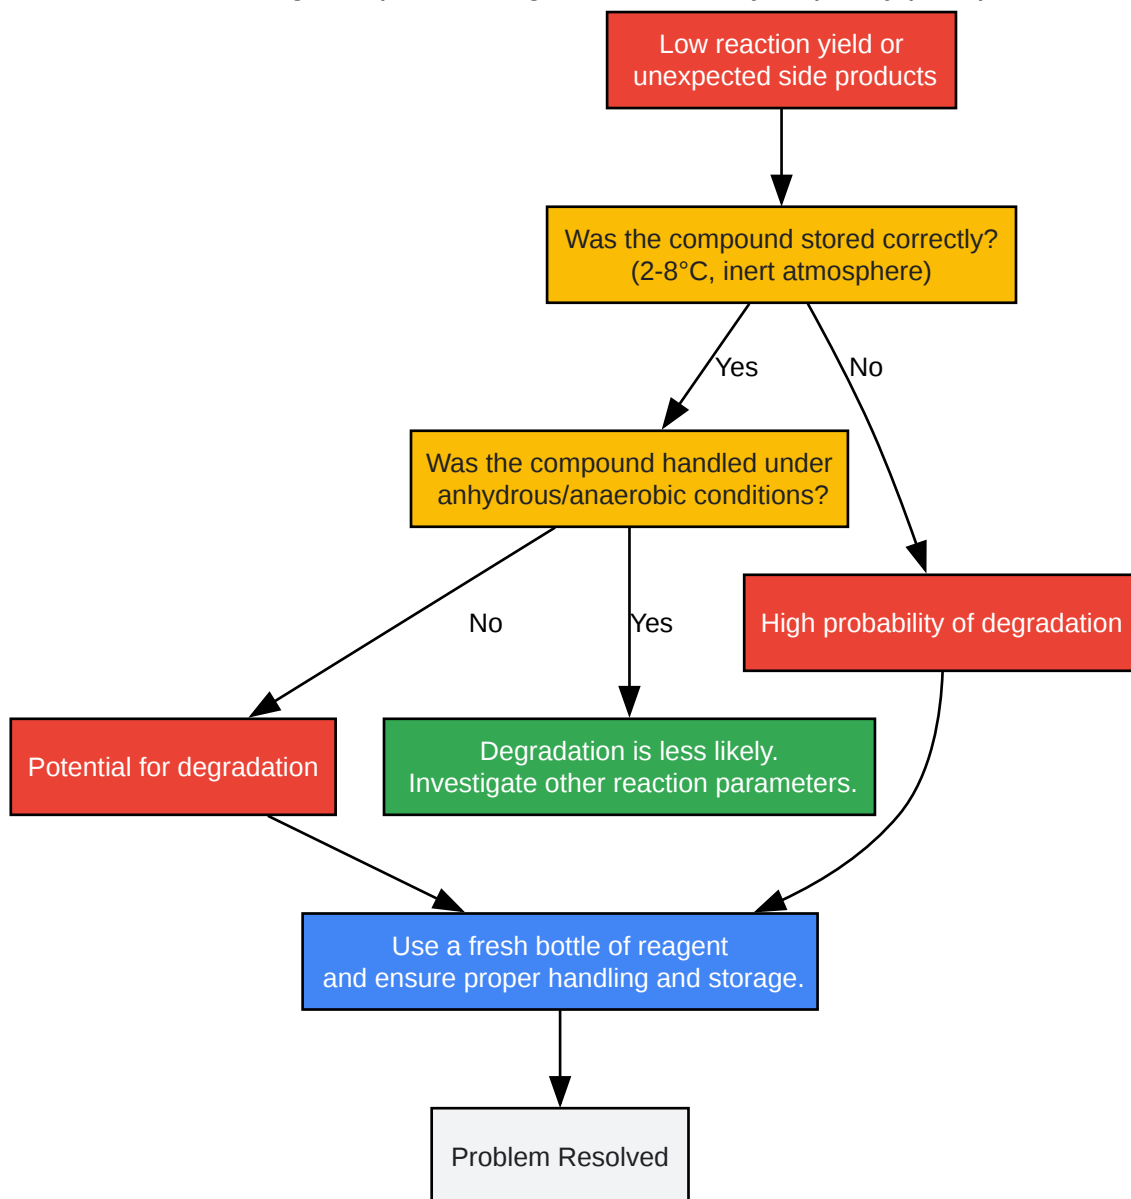 Low reaction yield or
unexpected side products
Was the compound stored correctly?
(2-8°C, inert atmosphere)
Yes
No
Was the compound handled under
anhydrous/anaerobic conditions?
No
Yes
High probability of degradation
Potential for degradation
Degradation is less likely.
Investigate other reaction parameters.
Use a fresh bottle of reagent
and ensure proper handling and storage.
Problem Resolved